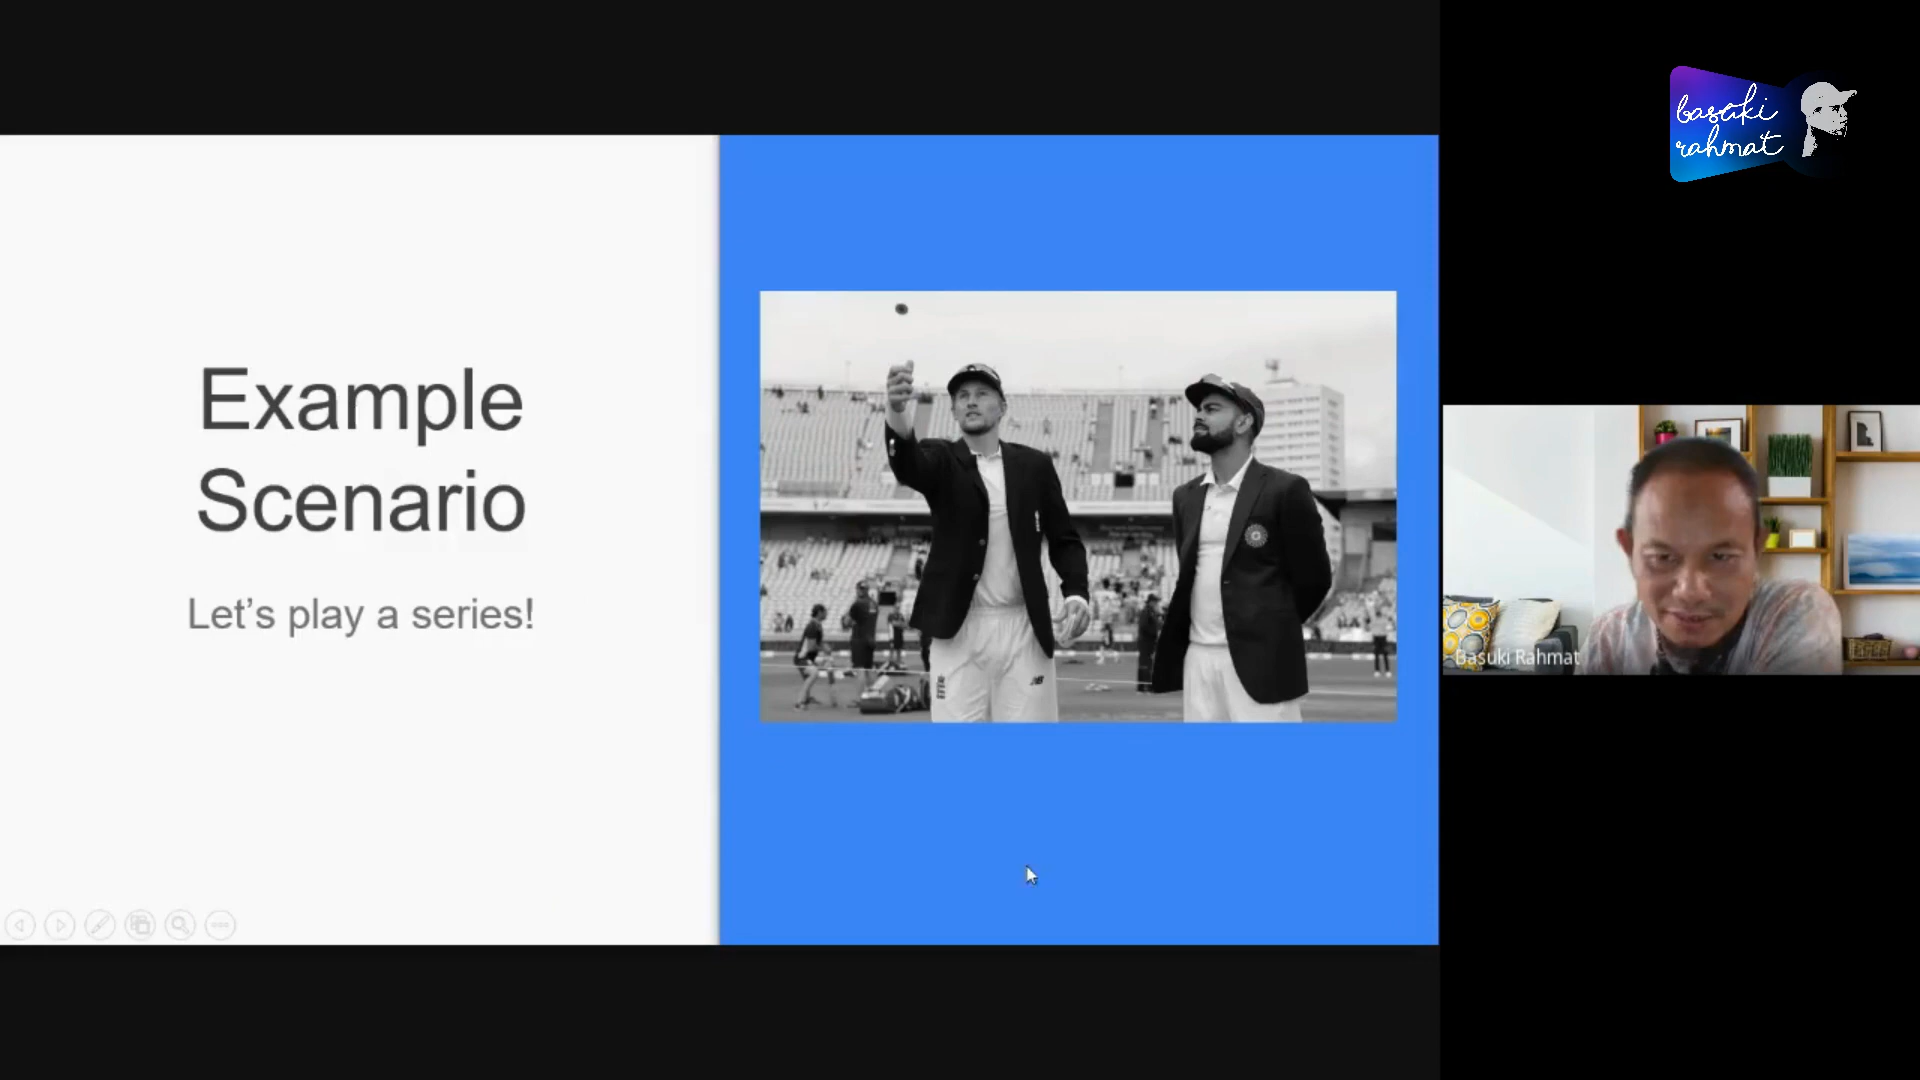 Example
Scenario
Let's play a series!
basuki
rahmat
Basuki Rahmat